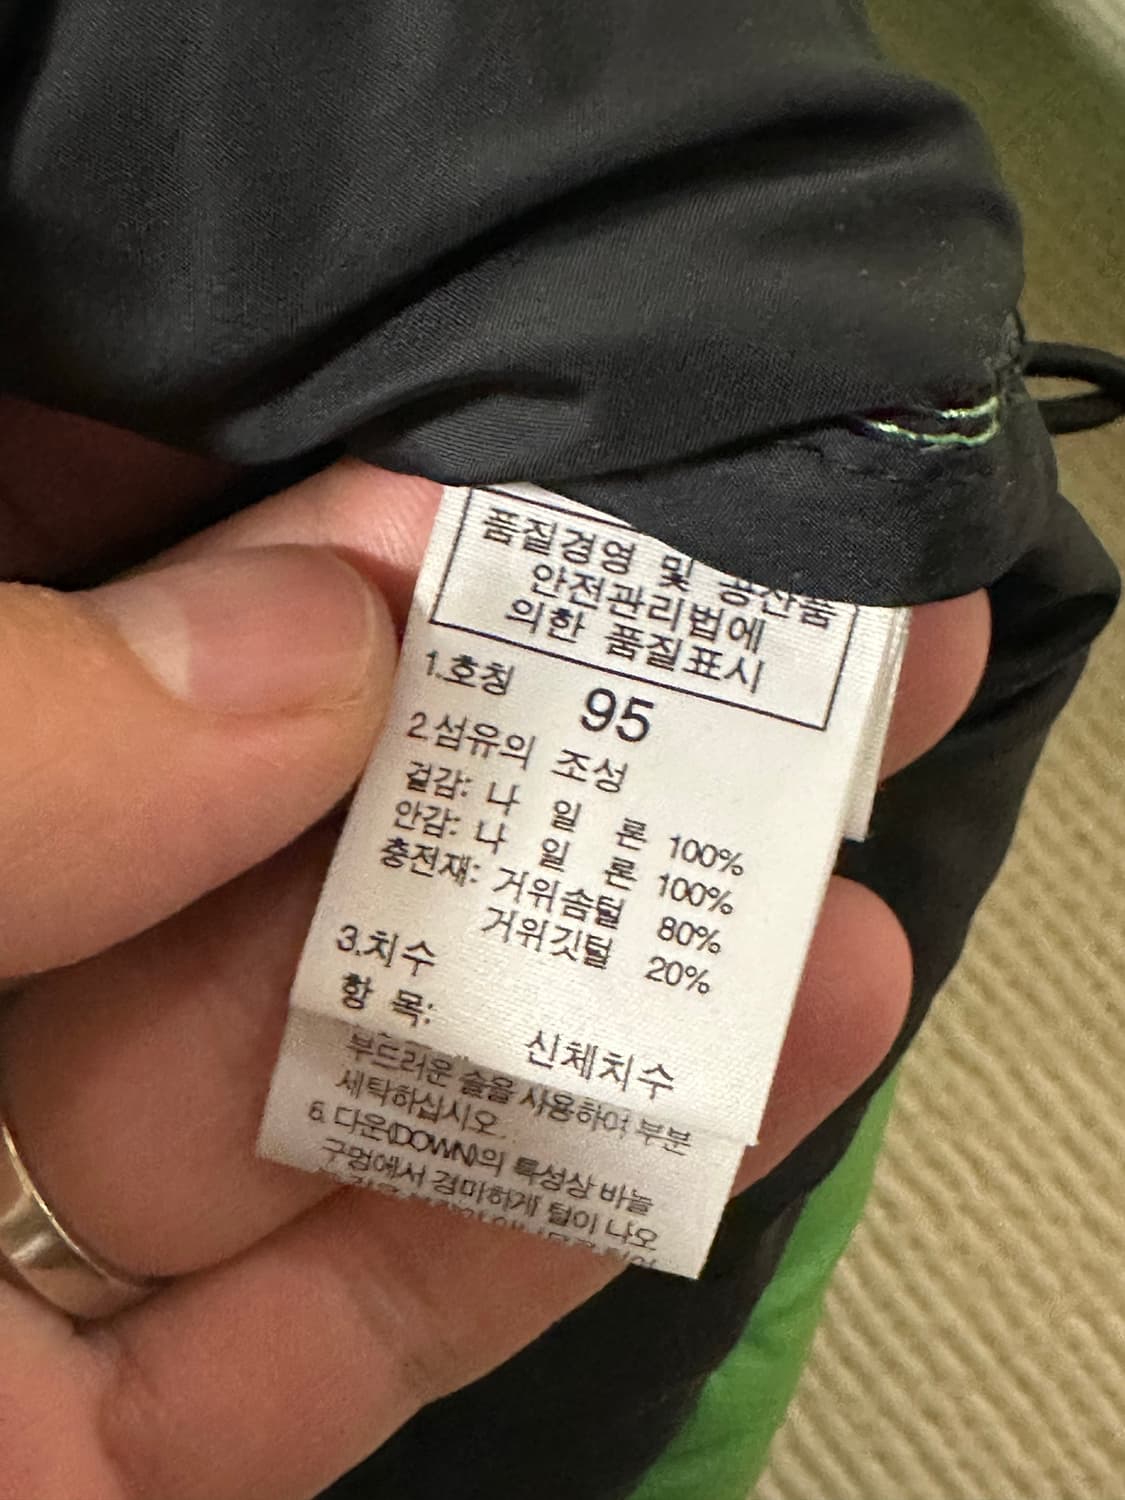 품질경영 및 공산품
안전관리법에
의한 품질표시
1.호칭 95
2.섬유의 조성
겉감: 나 일 론 100%
안감: 나 일 론 100%
충전재: 거위솜털 80%
거위깃털 20%
3.치수
항 목:
신체치수
부드러운 솔을 사용하여 부분
세탁하십시오.
6. 다운(DOWN)의 특성상 바늘
구멍에서 경미하게 털이 나오